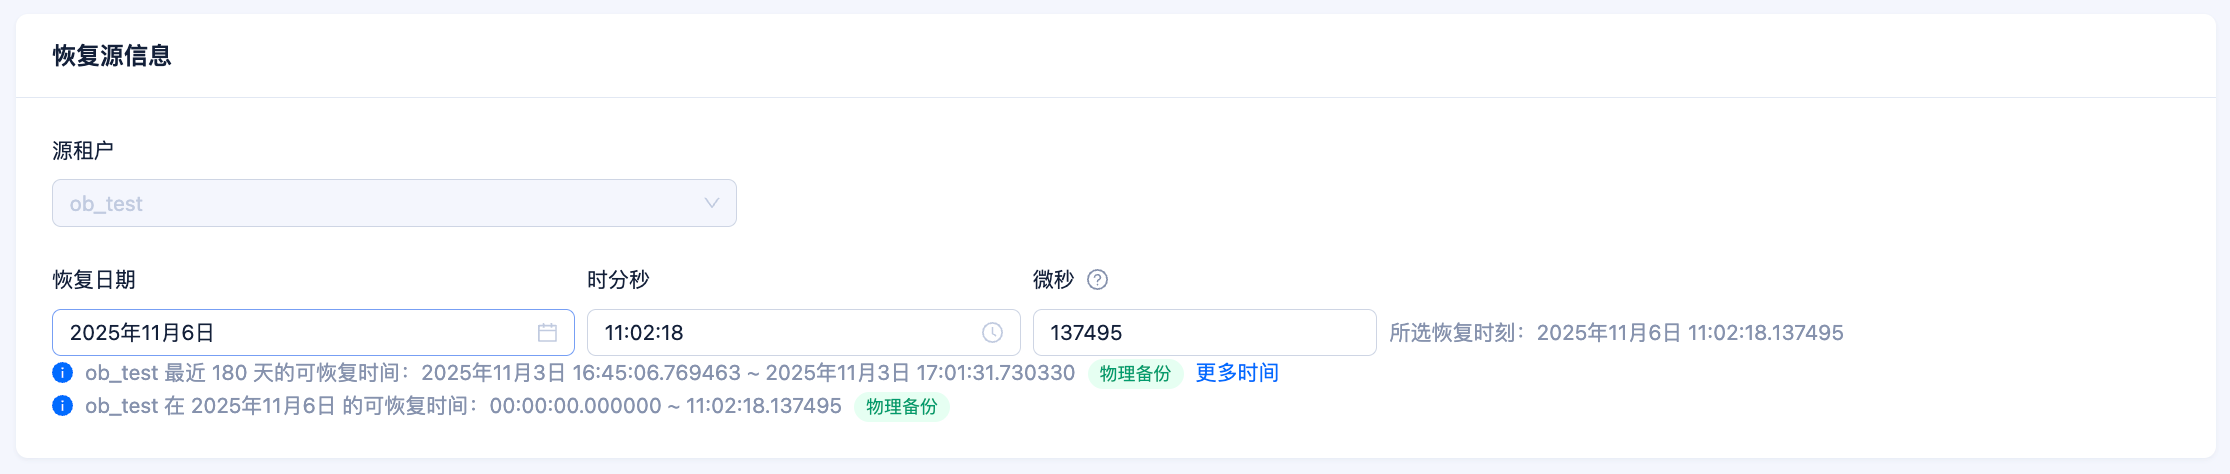 恢复源信息
源租户
ob_test
恢复日期 时分秒 微秒
2025年11月6日 11:02:18 137495 所选恢复时刻：2025年11月6日 11:02:18.137495
ob_test 最近 180 天的可恢复时间：2025年11月3日 16:45:06.769463 ~ 2025年11月3日 17:01:31.730330 物理备份 更多时间
ob_test 在 2025年11月6日 的可恢复时间：00:00:00.000000 ~ 11:02:18.137495 物理备份